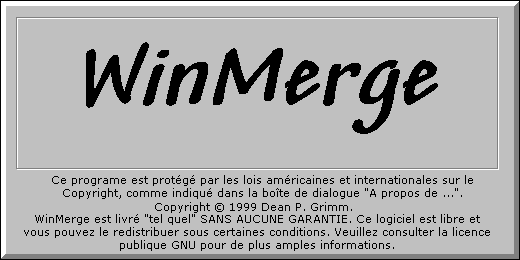 WinMerge
Ce programe est protégé par les lois américaines et internationales sur le
Copyright, comme indiqué dans la boîte de dialogue "A propos de ...".
Copyright © 1999 Dean P. Grimm.
WinMerge est livré "tel quel" SANS AUCUNE GARANTIE. Ce logiciel est libre et
vous pouvez le redistribuer sous certaines conditions. Veuillez consulter la licence
publique GNU pour de plus amples informations.